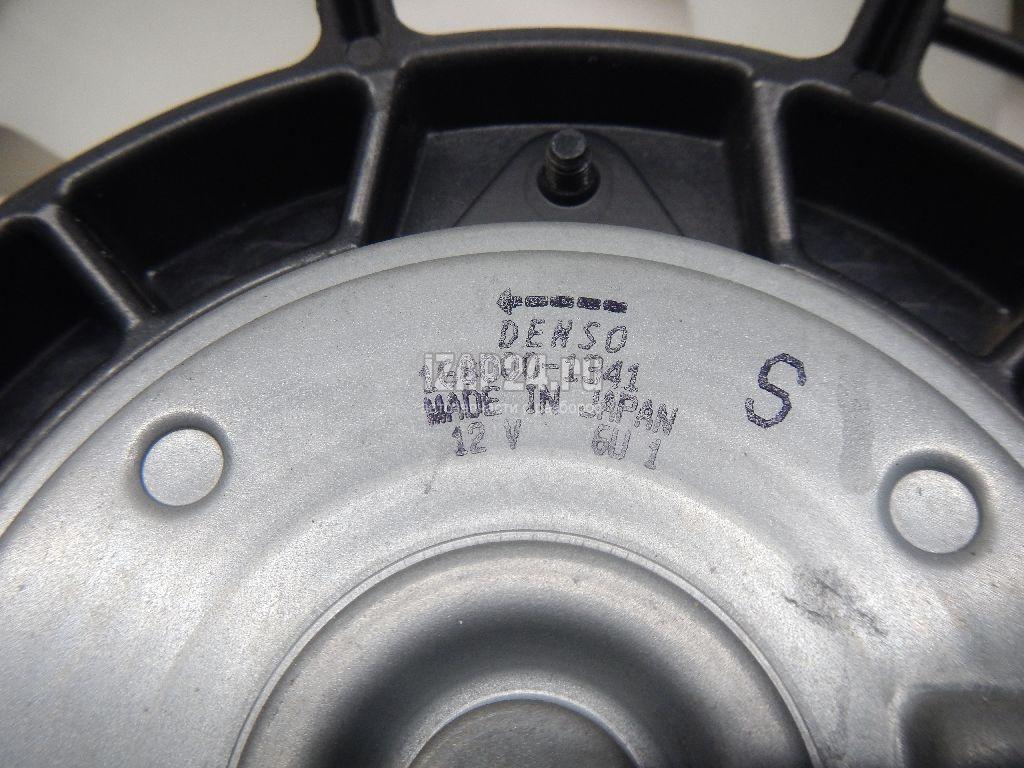 DENSO
MADE IN JAPAN
12 V 6U 1
S
IZAP24.ru